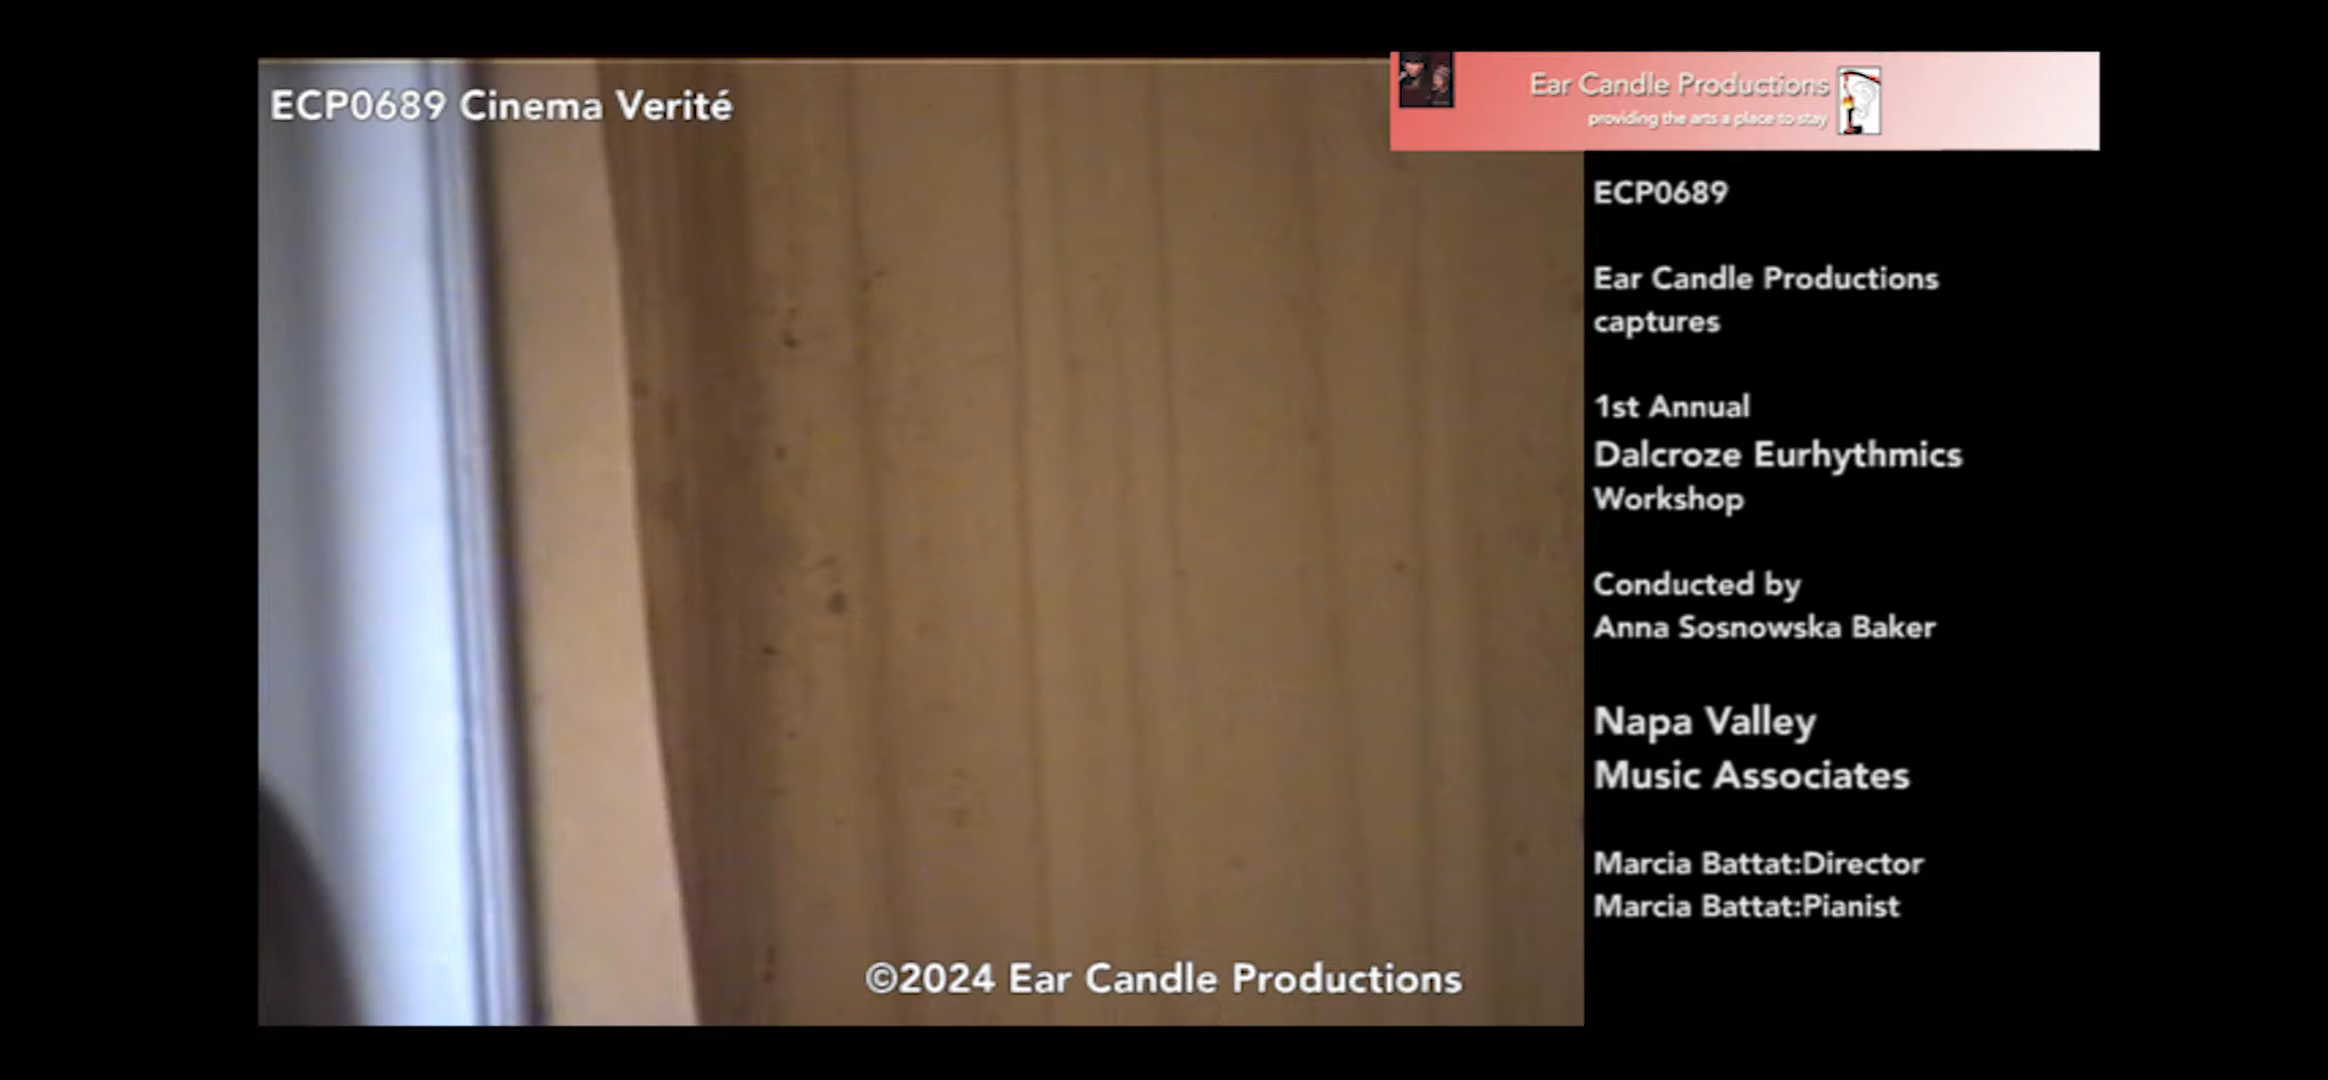 ECP0689 Cinema Verité
Ear Candle Productions
providing the arts a place to stay
ECP0689
Ear Candle Productions
captures
1st Annual
Dalcroze Eurhythmics
Workshop
Conducted by
Anna Sosnowska Baker
Napa Valley
Music Associates
Marcia Battat:Director
Marcia Battat:Pianist
©2024 Ear Candle Productions